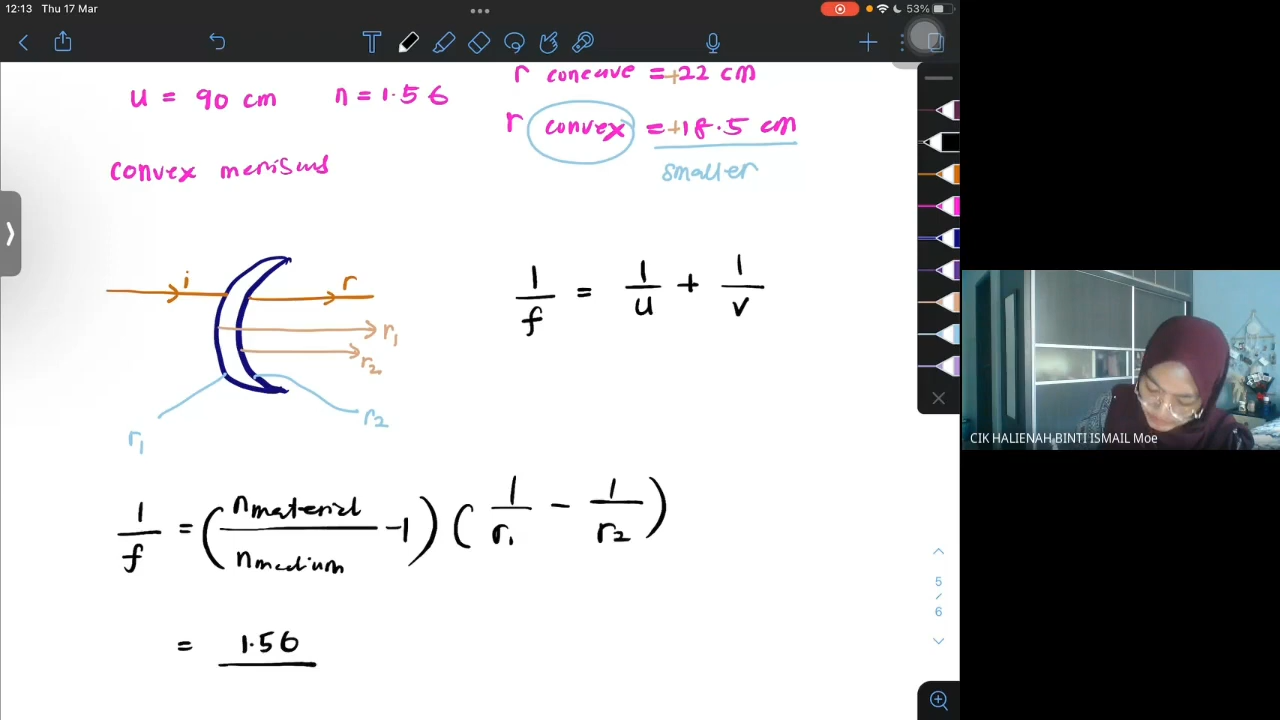 12:13 Thu 17 Mar
53%
r concave = +22 cm
u = 90 cm n = 1.56
r convex = +18.5 cm
smaller
convex meniscus
i r
r1
r2
r1 r2
1/f = 1/u + 1/v
1/f = (nmaterial/nmedium - 1) (1/r1 - 1/r2)
= 1.56
5
/
6
CIK HALIENAH BINTI ISMAIL Moe